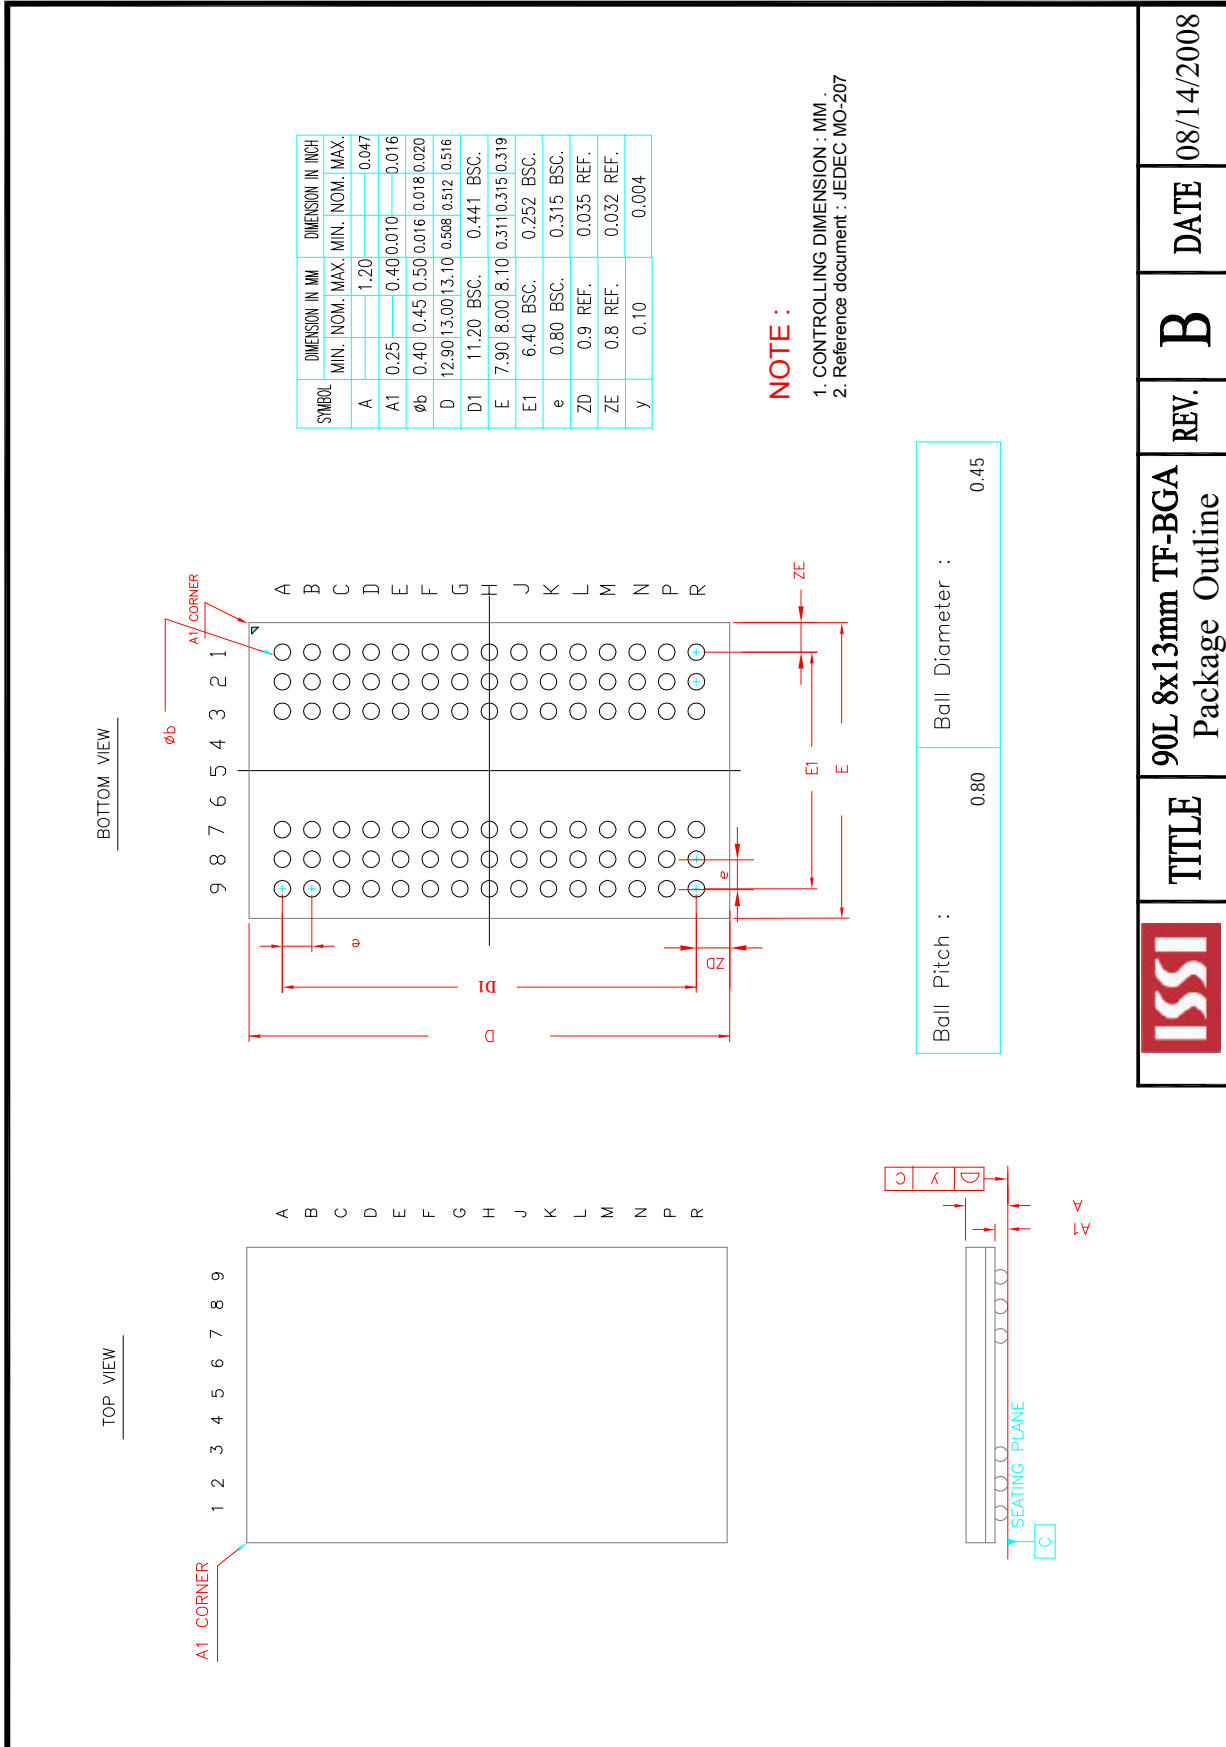 TOP VIEW
A1 CORNER
1 2 3 4 5 6 7 8 9
A
B
C
D
E
F
G
H
J
K
L
M
N
P
R
BOTTOM VIEW
9 8 7 6 5 4 3 2 1
A1 CORNER
øb
A
B
C
D
E
F
G
H
J
K
L
M
N
P
R
e
D1
D
ZD
e
E1
E
ZE
SYMBOL DIMENSION IN MM DIMENSION IN INCH
MIN. NOM. MAX. MIN. NOM. MAX.
A 1.20 0.047
A1 0.25 0.40 0.010 0.016
øb 0.40 0.45 0.50 0.016 0.018 0.020
D 12.90 13.00 13.10 0.508 0.512 0.516
D1 11.20 BSC. 0.441 BSC.
E 7.90 8.00 8.10 0.311 0.315 0.319
E1 6.40 BSC. 0.252 BSC.
e 0.80 BSC. 0.315 BSC.
ZD 0.9 REF. 0.035 REF.
ZE 0.8 REF. 0.032 REF.
y 0.10 0.004
NOTE :
1. CONTROLLING DIMENSION : MM .
2. Reference document : JEDEC MO-207
SEATING PLANE
C
D y C
A
A1
Ball Pitch : 0.80 Ball Diameter : 0.45
ISSI
TITLE
90L 8x13mm TF-BGA
Package Outline
REV. B
DATE 08/14/2008